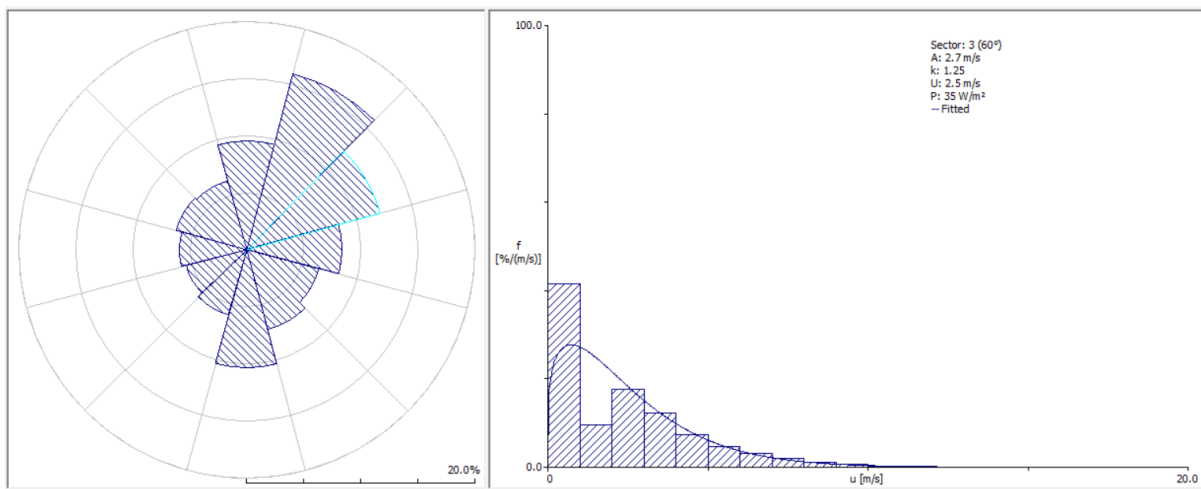 20.0%
100.0
f
[%/(m/s)]
0.0
Sector: 3 (60°)
A: 2.7 m/s
k: 1.25
U: 2.5 m/s
P: 35 W/m²
-- Fitted
0
u [m/s]
20.0